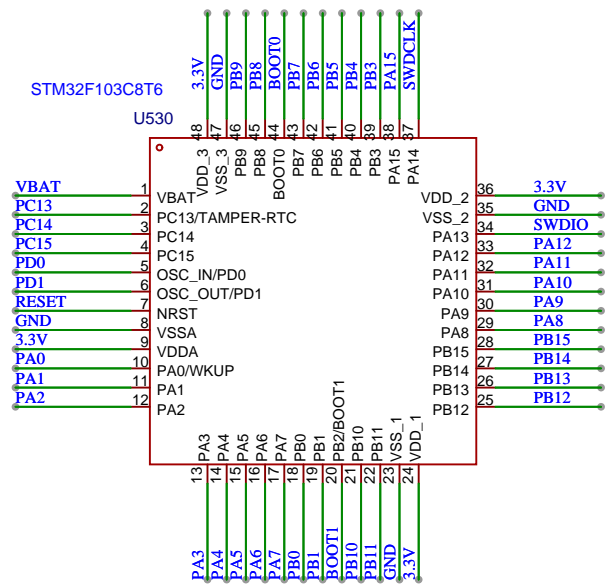 3.3V GND PB9 PB8 BOOT0 PB7 PB6 PB5 PB4 PB3 PA15 SWDCLK
STM32F103C8T6
U530
48 47 46 45 44 43 42 41 40 39 38 37
VDD_3 VSS_3 PB9 PB8 BOOT0 PB7 PB6 PB5 PB4 PB3 PA15 PA14
VBAT 1 VBAT VDD_2 36 3.3V
PC13 2 PC13/TAMPER-RTC VSS_2 35 GND
PC14 3 PC14 PA13 34 SWDIO
PC15 4 PC15 PA12 33 PA12
PD0 5 OSC_IN/PD0 PA11 32 PA11
PD1 6 OSC_OUT/PD1 PA10 31 PA10
RESET 7 NRST PA9 30 PA9
GND 8 VSSA PA8 29 PA8
3.3V 9 VDDA PB15 28 PB15
PA0 10 PA0/WKUP PB14 27 PB14
PA1 11 PA1 PB13 26 PB13
PA2 12 PA2 PB12 25 PB12
PA3 PA4 PA5 PA6 PA7 PB0 PB1 PB2/BOOT1 PB10 PB11 VSS_1 VDD_1
13 14 15 16 17 18 19 20 21 22 23 24
PA3 PA4 PA5 PA6 PA7 PB0 PB1 BOOT1 PB10 PB11 GND 3.3V